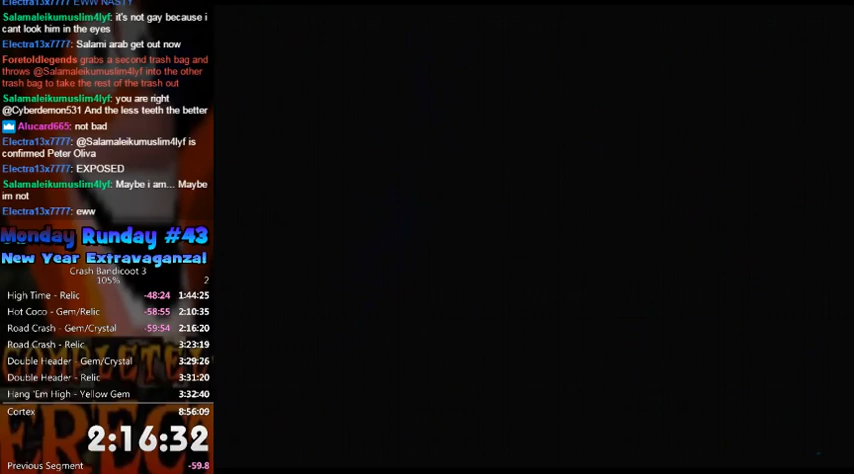 Electra13x7777 EWW NASTY
Salamaleikumuslim4lyf: it's not gay because i
cant look him in the eyes
Electra13x7777: Salami arab get out now
Foretoldlegends grabs a second trash bag and
throws @Salamaleikumuslim4lyf into the other
trash bag to take the rest of the trash out
Salamaleikumuslim4lyf: you are right
@Cyberdemon531 And the less teeth the better
Alucard665: not bad
Electra13x7777: @Salamaleikumuslim4lyf is
confirmed Peter Oliva
Electra13x7777: EXPOSED
Salamaleikumuslim4lyf: Maybe i am... Maybe
im not
Electra13x7777: eww
Monday Runday #43
New Year Extravaganza!
Crash Bandicoot 3
105% 2
High Time - Relic -48:24 1:44:25
Hot Coco - Gem/Relic -58:55 2:10:35
Road Crash - Gem/Crystal -59:54 2:16:20
Road Crash - Relic 3:23:19
Double Header - Gem/Crystal 3:29:26
Double Header - Relic 3:31:20
Hang 'Em High - Yellow Gem 3:32:40
Cortex 8:56:09
2:16:32
Previous Segment -59.8